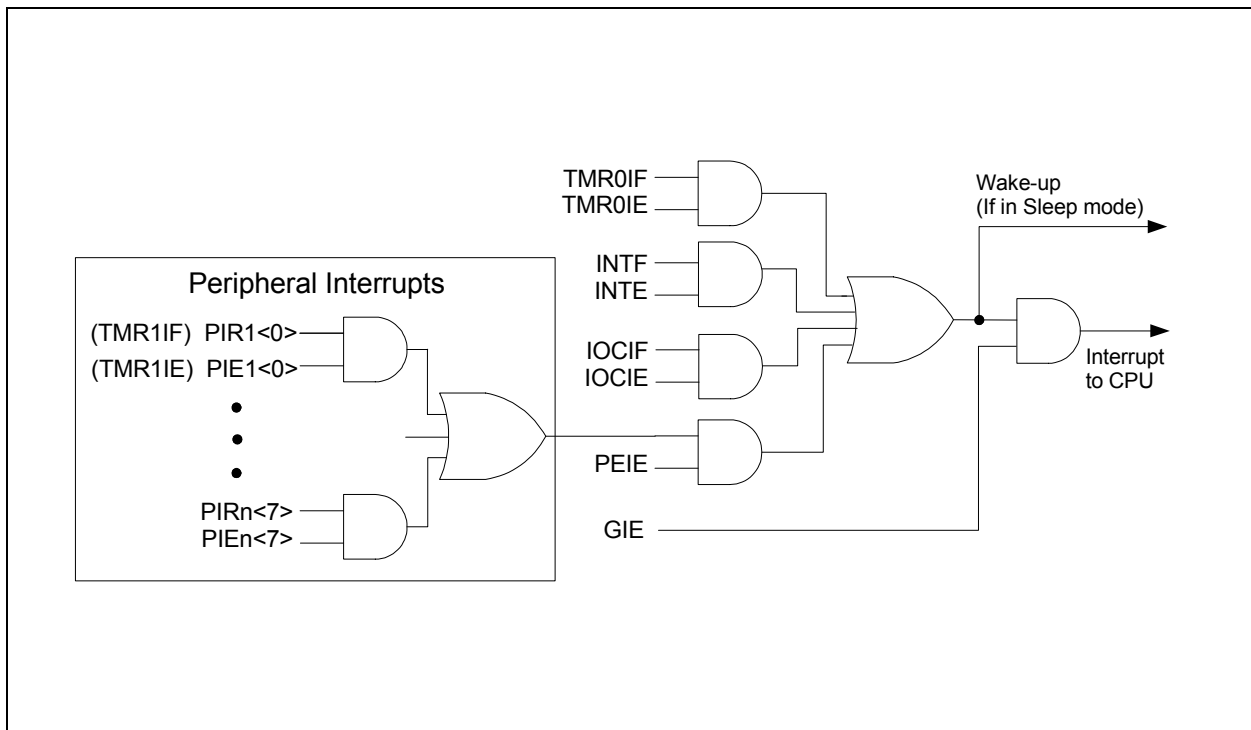 TMR0IF
TMR0IE
Wake-up
(If in Sleep mode)
INTF
INTE
Peripheral Interrupts
(TMR1IF) PIR1<0>
(TMR1IE) PIE1<0>
IOCIF
IOCIE
Interrupt
to CPU
PEIE
PIRn<7>
PIEn<7>
GIE